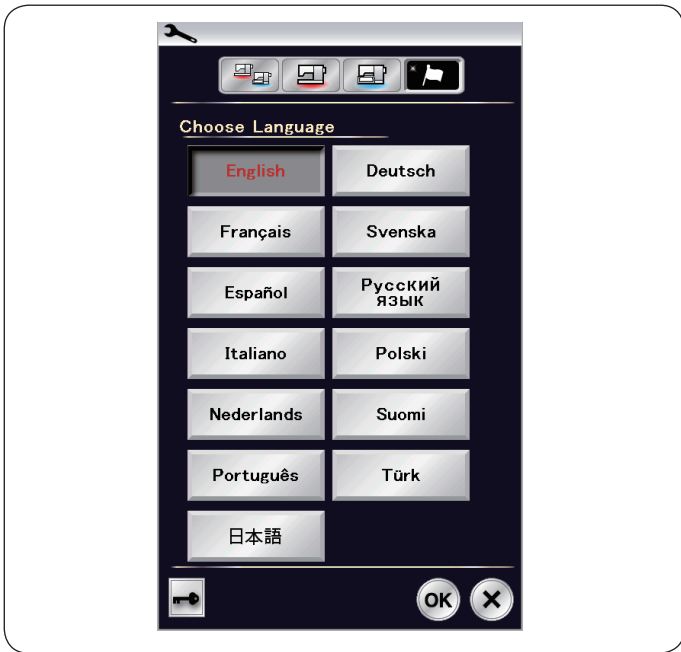 Choose Language
English
Deutsch
Français
Svenska
Español
Русский
язык
Italiano
Polski
Nederlands
Suomi
Português
Türk
日本語
OK